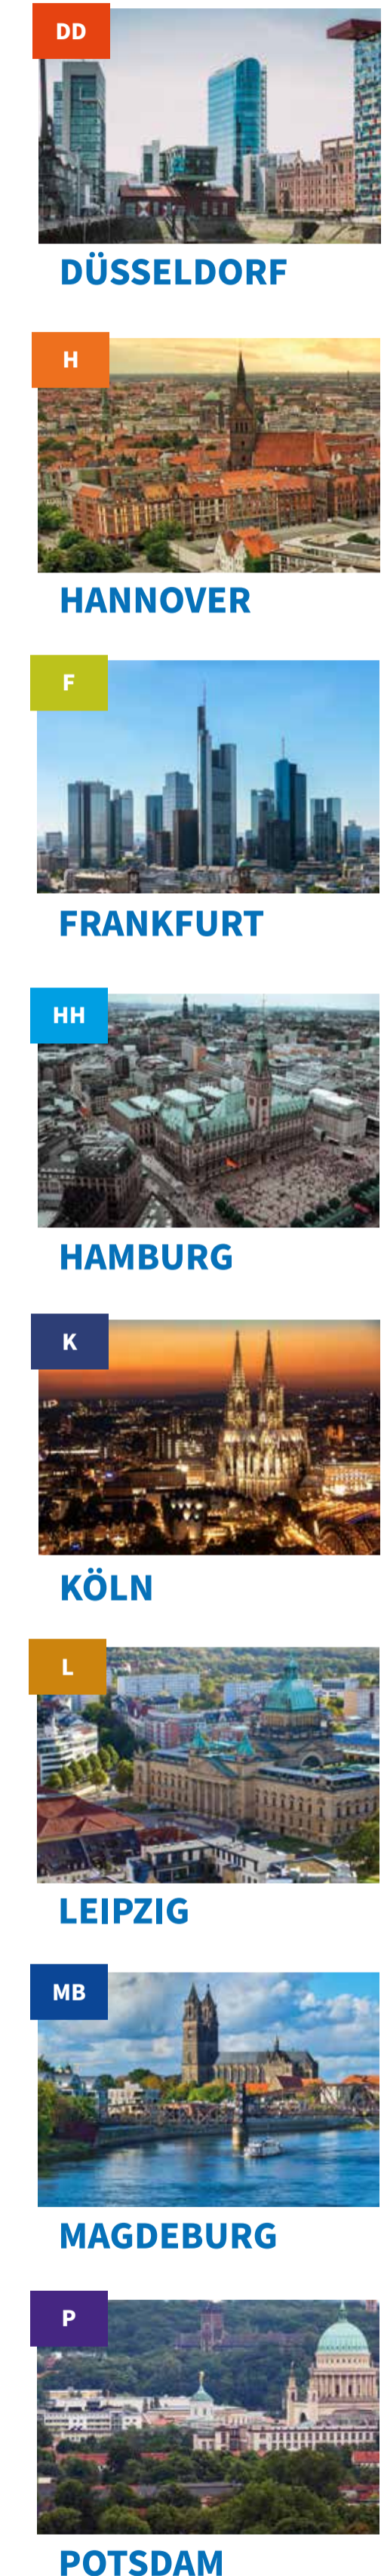 DD
DÜSSELDORF
H
HANNOVER
F
FRANKFURT
HH
HAMBURG
K
KÖLN
L
LEIPZIG
MB
MAGDEBURG
P
POTSDAM